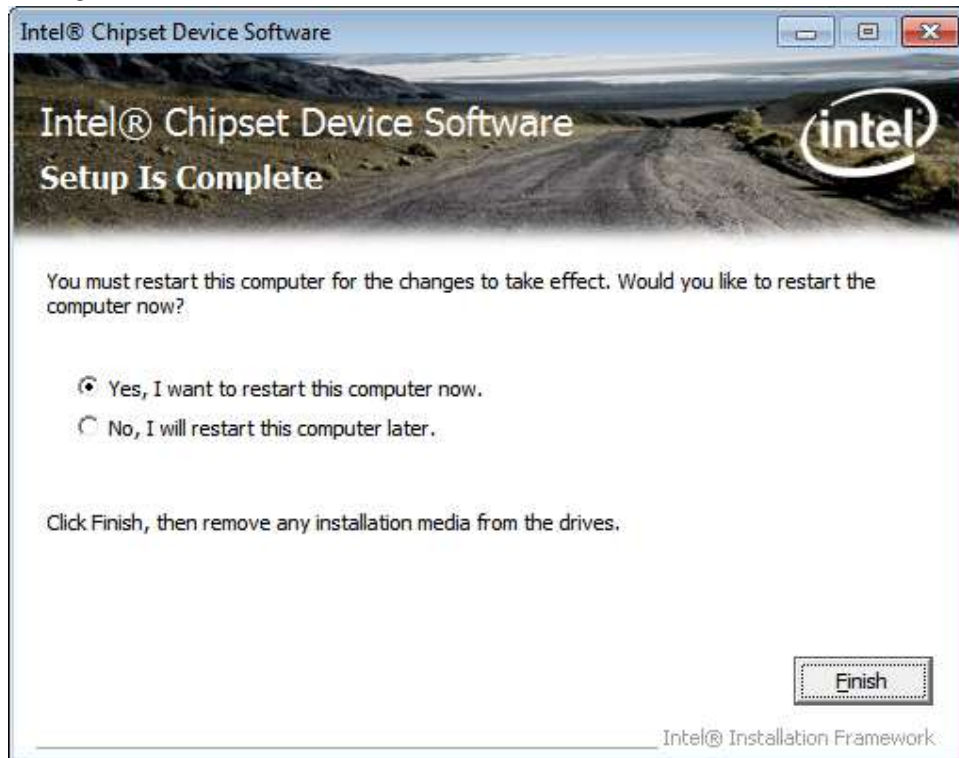 Intel® Chipset Device Software
Intel® Chipset Device Software
intel
Setup Is Complete
You must restart this computer for the changes to take effect. Would you like to restart the
computer now?
Yes, I want to restart this computer now.
No, I will restart this computer later.
Click Finish, then remove any installation media from the drives.
Finish
Intel® Installation Framework